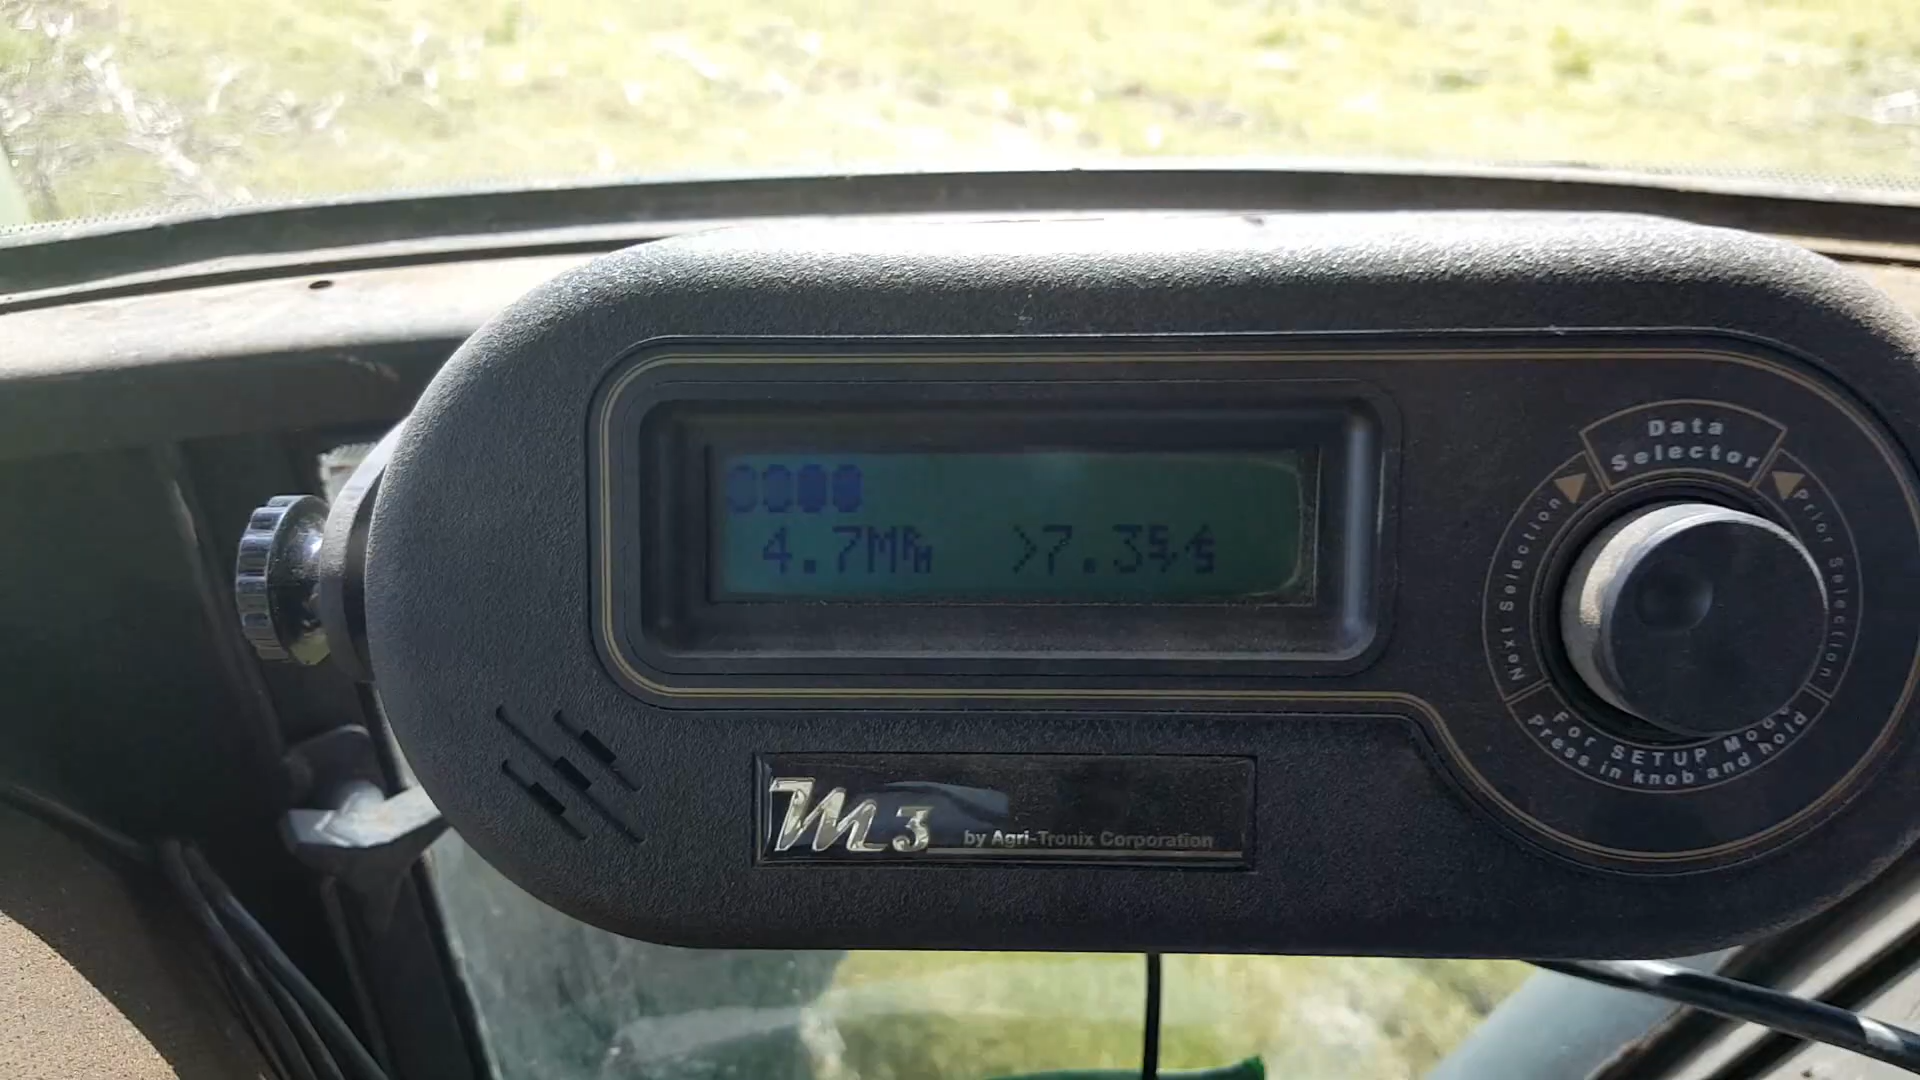 4.7MPH >7.3S/S
Data
Selector
Next Selection
Prior Selection
For SETUP Mode
Press in knob and hold
M3 by Agri-Tronix Corporation